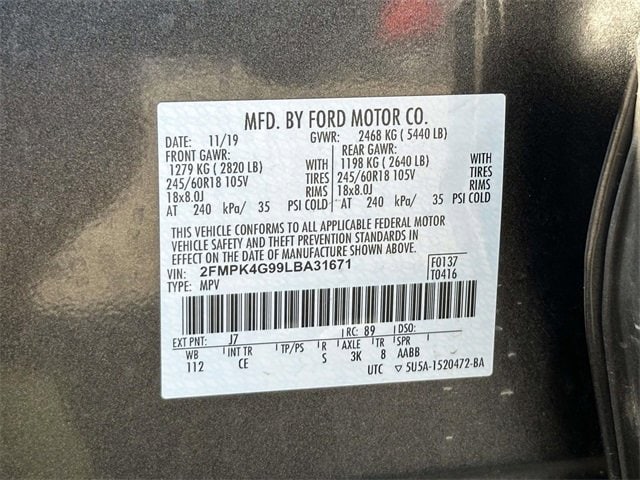 MFD. BY FORD MOTOR CO.
DATE: 11/19 GVWR: 2468 KG ( 5440 LB)
FRONT GAWR: REAR GAWR:
1279 KG ( 2820 LB) WITH 1198 KG ( 2640 LB) WITH
245/60R18 105V TIRES 245/60R18 105V TIRES
18x8.0J RIMS 18x8.0J RIMS
AT 240 kPa/ 35 PSI COLD AT 240 kPa/ 35 PSI COLD
THIS VEHICLE CONFORMS TO ALL APPLICABLE FEDERAL MOTOR
VEHICLE SAFETY AND THEFT PREVENTION STANDARDS IN
EFFECT ON THE DATE OF MANUFACTURE SHOWN ABOVE.
VIN: 2FMPK4G99LBA31671 F0137
TYPE: MPV T0416
EXT PNT: J7 RC: 89 DSO:
WB INT TR TP/PS R AXLE TR SPR
112 CE S 3K 8 AABB
UTC ▽ 5U5A-1520472-BA